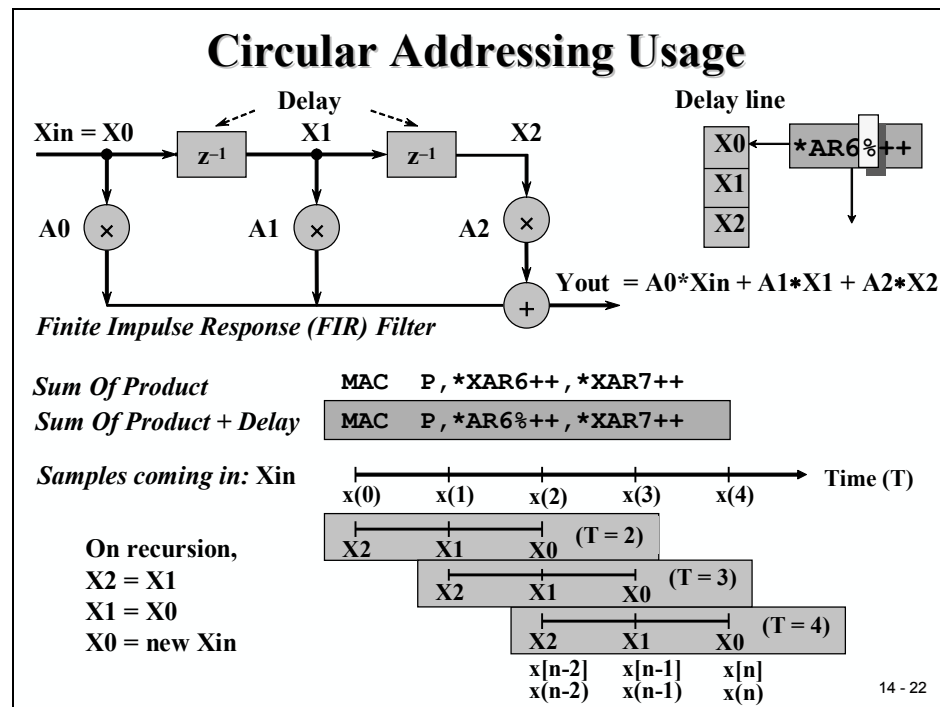 Circular Addressing Usage
Delay
Delay line
Xin = X0
X1
X2
z–1
z–1
X0
X1
X2
*AR6%++
A0
×
A1
×
A2
×
+
Yout = A0*Xin + A1*X1 + A2*X2
Finite Impulse Response (FIR) Filter
Sum Of Product
MAC P,*XAR6++,*XAR7++
Sum Of Product + Delay
MAC P,*AR6%++,*XAR7++
Samples coming in: Xin
Time (T)
x(0) x(1) x(2) x(3) x(4)
(T = 2)
X2 X1 X0
On recursion,
X2 = X1
X1 = X0
X0 = new Xin
(T = 3)
X2 X1 X0
(T = 4)
X2 X1 X0
x[n-2] x[n-1] x[n]
x(n-2) x(n-1) x(n)
14 - 22